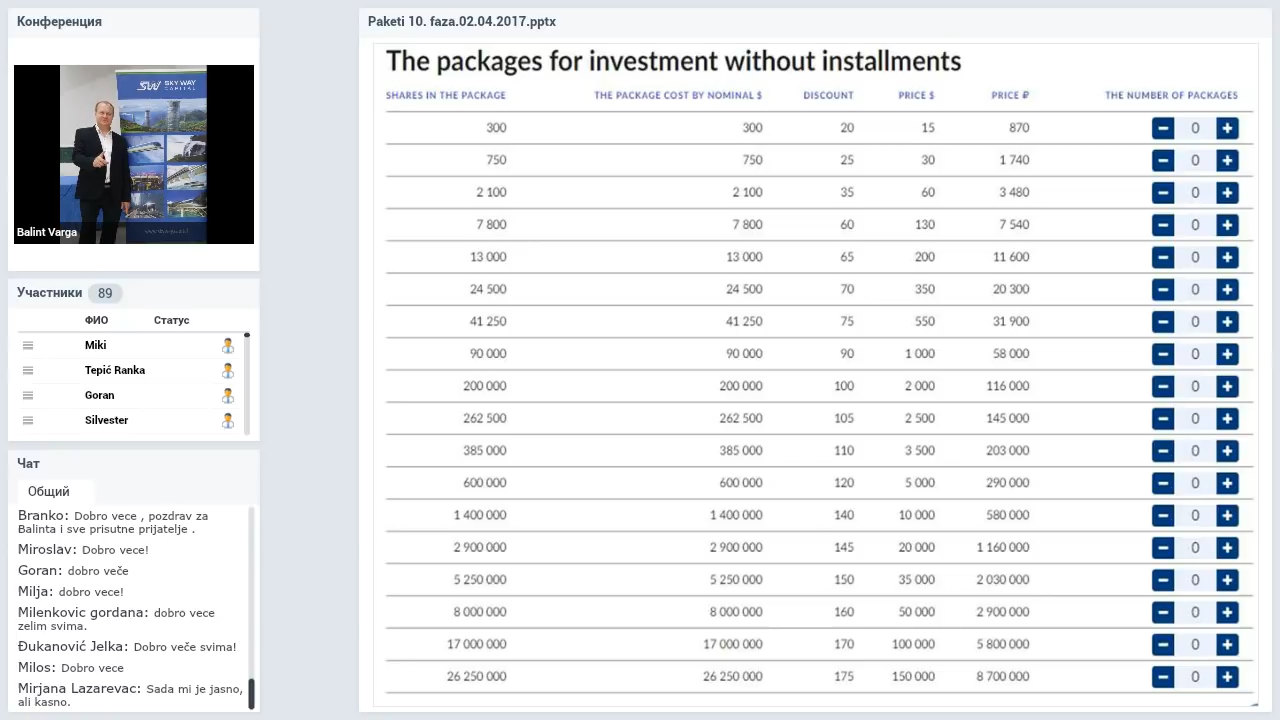 Конференция
SW SKY WAY
CAPITAL
Balint Varga
Участники 89
ФИО Статус
Miki
Tepić Ranka
Goran
Silvester
Чат
Общий
Branko: Dobro vece , pozdrav za
Balinta i sve prisutne prijatelje .
Miroslav: Dobro vece!
Goran: dobro veče
Milja: dobro vece!
Milenkovic gordana: dobro vece
zelim svima.
Đukanović Jelka: Dobro veče svima!
Milos: Dobro vece
Mirjana Lazarevac: Sada mi je jasno,
ali kasno.
Paketi 10. faza.02.04.2017.pptx
The packages for investment without installments
SHARES IN THE PACKAGE THE PACKAGE COST BY NOMINAL $ DISCOUNT PRICE $ PRICE ₽ THE NUMBER OF PACKAGES
300 300 20 15 870 − 0 +
750 750 25 30 1 740 − 0 +
2 100 2 100 35 60 3 480 − 0 +
7 800 7 800 60 130 7 540 − 0 +
13 000 13 000 65 200 11 600 − 0 +
24 500 24 500 70 350 20 300 − 0 +
41 250 41 250 75 550 31 900 − 0 +
90 000 90 000 90 1 000 58 000 − 0 +
200 000 200 000 100 2 000 116 000 − 0 +
262 500 262 500 105 2 500 145 000 − 0 +
385 000 385 000 110 3 500 203 000 − 0 +
600 000 600 000 120 5 000 290 000 − 0 +
1 400 000 1 400 000 140 10 000 580 000 − 0 +
2 900 000 2 900 000 145 20 000 1 160 000 − 0 +
5 250 000 5 250 000 150 35 000 2 030 000 − 0 +
8 000 000 8 000 000 160 50 000 2 900 000 − 0 +
17 000 000 17 000 000 170 100 000 5 800 000 − 0 +
26 250 000 26 250 000 175 150 000 8 700 000 − 0 +